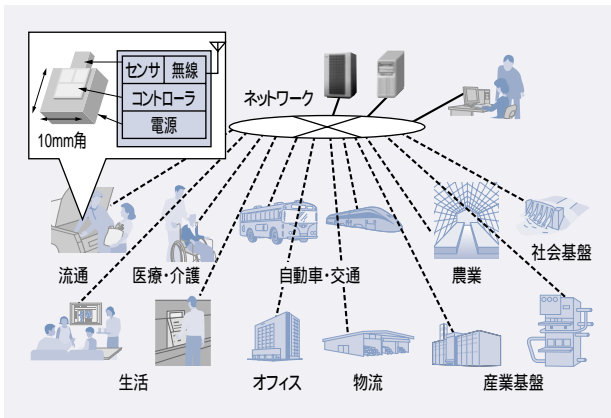 センサ 無線
コントローラ
電源
10mm角
ネットワーク
流通 医療・介護 自動車・交通 農業 社会基盤
生活 オフィス 物流 産業基盤